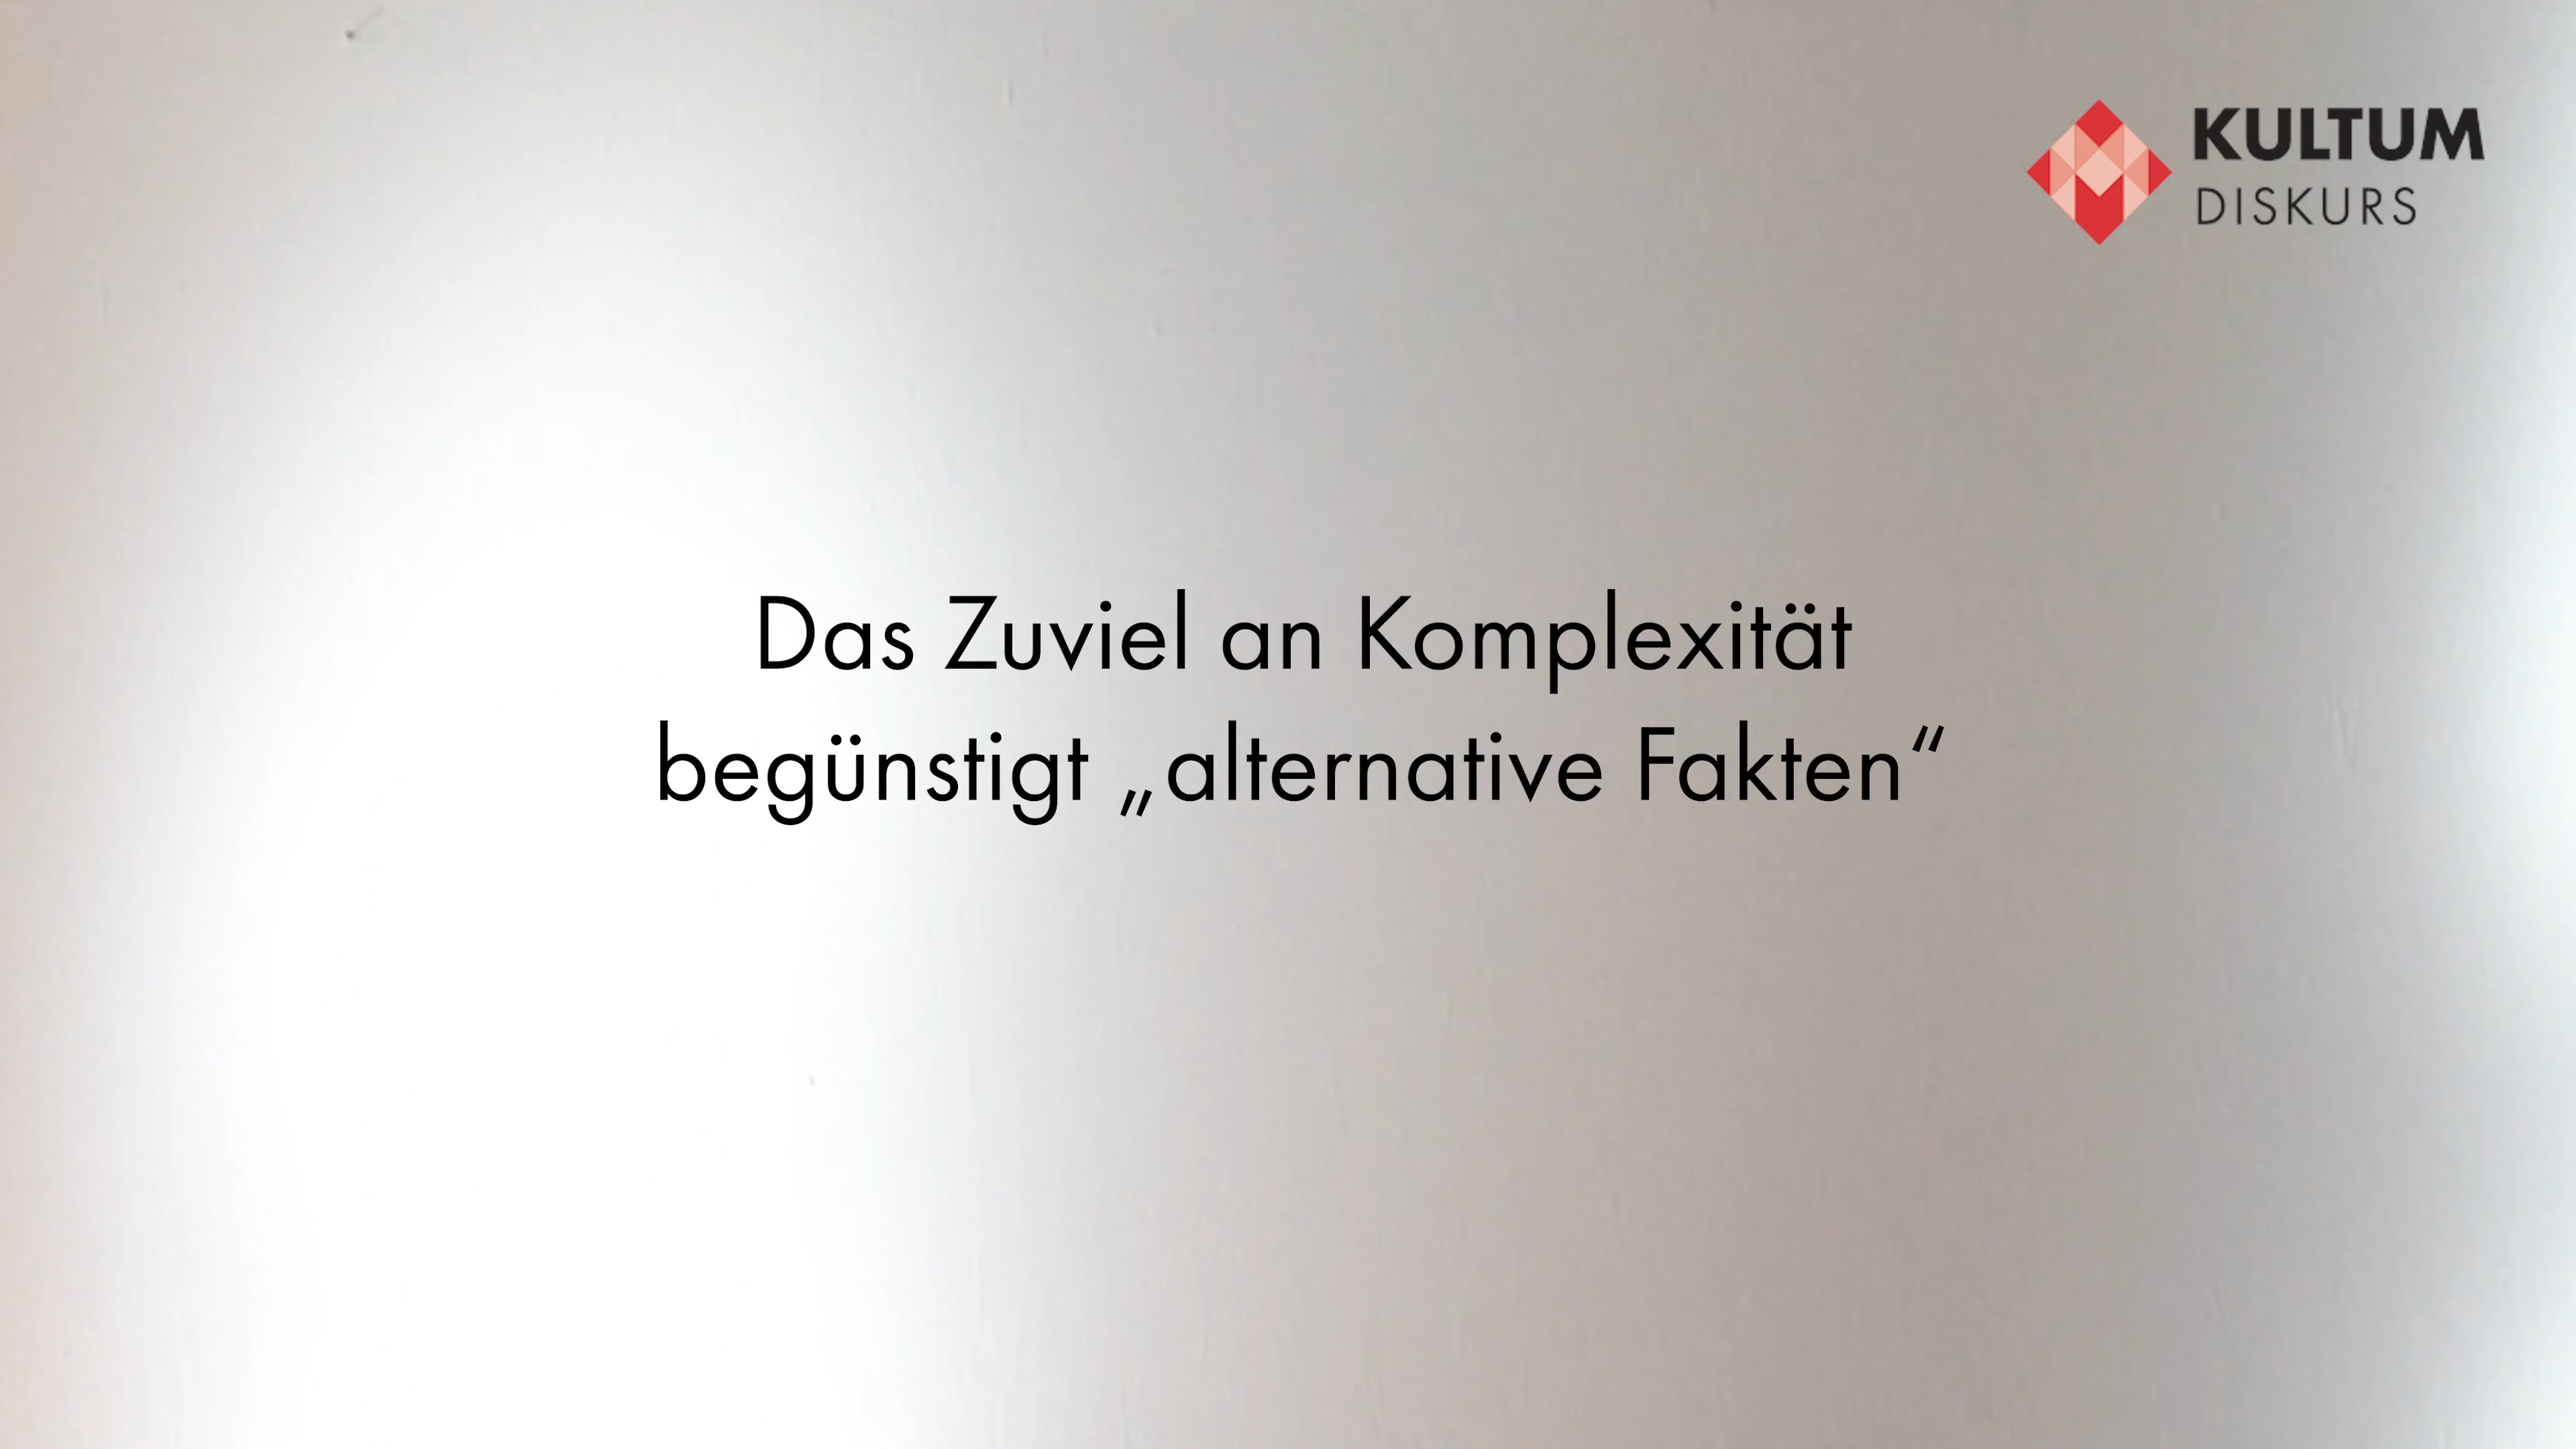 KULTUM
DISKURS
Das Zuviel an Komplexität
begünstigt „alternative Fakten“